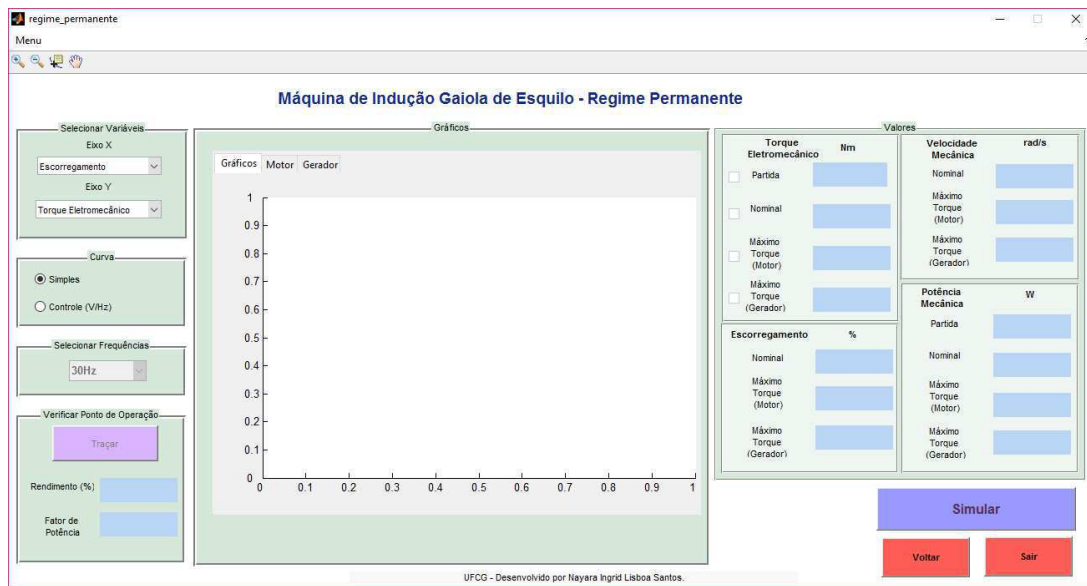 regime_permanente
Menu
Máquina de Indução Gaiola de Esquilo - Regime Permanente
Selecionar Variáveis
Eixo X
Escorregamento
Eixo Y
Torque Eletromecânico
Curva
Simples
Controle (V/Hz)
Selecionar Frequências
30Hz
Verificar Ponto de Operação
Traçar
Rendimento (%)
Fator de
Potência
Gráficos
Gráficos Motor Gerador
1
0.9
0.8
0.7
0.6
0.5
0.4
0.3
0.2
0.1
0
0 0.1 0.2 0.3 0.4 0.5 0.6 0.7 0.8 0.9 1
Valores
Torque
Eletromecânico
Nm
Partida
Nominal
Máximo
Torque
(Motor)
Máximo
Torque
(Gerador)
Escorregamento %
Nominal
Máximo
Torque
(Motor)
Máximo
Torque
(Gerador)
Velocidade
Mecânica
rad/s
Nominal
Máximo
Torque
(Motor)
Máximo
Torque
(Gerador)
Potência
Mecânica
W
Partida
Nominal
Máximo
Torque
(Motor)
Máximo
Torque
(Gerador)
Simular
Voltar
Sair
UFCG - Desenvolvido por Nayara Ingrid Lisboa Santos.